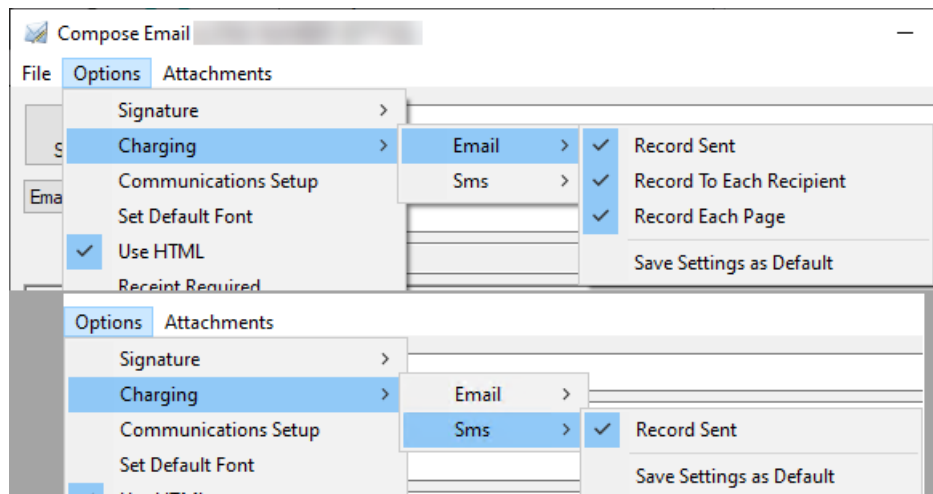 Compose Email
File Options Attachments
Signature
Charging Email Record Sent
Communications Setup Sms Record To Each Recipient
Set Default Font Record Each Page
Use HTML Save Settings as Default
Receipt Required
Options Attachments
Signature
Charging Email
Communications Setup Sms Record Sent
Set Default Font
Save Settings as Default